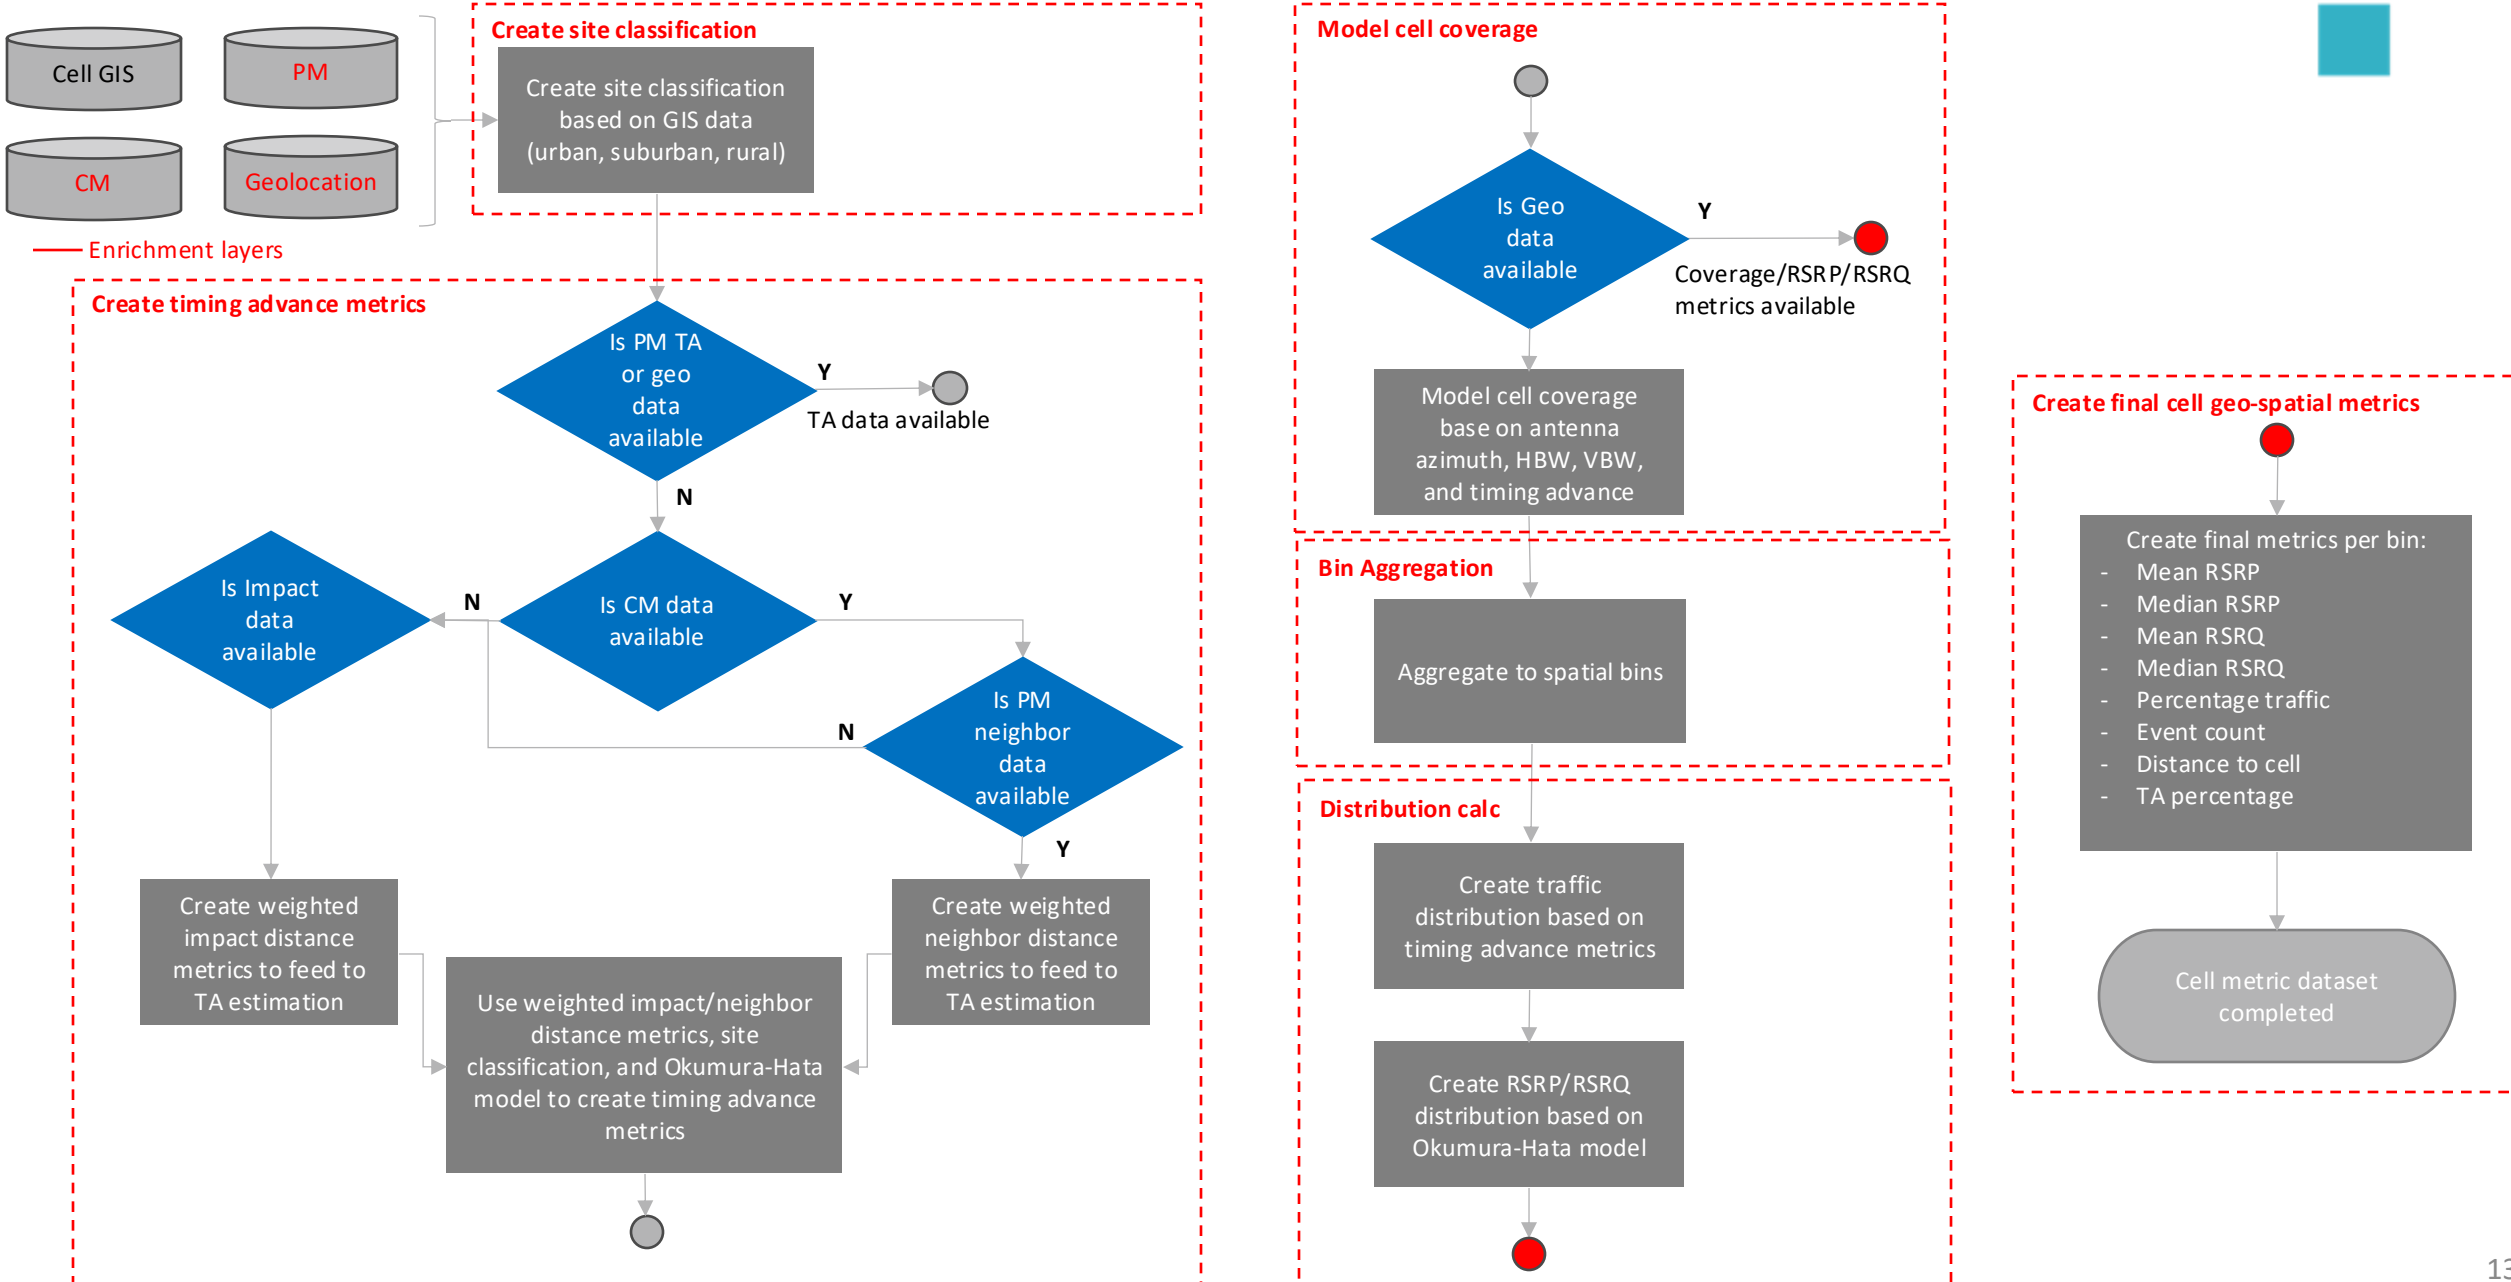 Cell GIS
PM
CM
Geolocation
Enrichment layers
Create site classification
Create site classification
based on GIS data
(urban, suburban, rural)
Create timing advance metrics
Is PM TA
or geo
data
available
Y
TA data available
N
Is CM data
available
N
Y
Is Impact
data
available
Is PM
neighbor
data
available
N
Y
Create weighted
impact distance
metrics to feed to
TA estimation
Create weighted
neighbor distance
metrics to feed to
TA estimation
Use weighted impact/neighbor
distance metrics, site
classification, and Okumura-Hata
model to create timing advance
metrics
Model cell coverage
Is Geo
data
available
Y
Coverage/RSRP/RSRQ
metrics available
Model cell coverage
base on antenna
azimuth, HBW, VBW,
and timing advance
Bin Aggregation
Aggregate to spatial bins
Distribution calc
Create traffic
distribution based on
timing advance metrics
Create RSRP/RSRQ
distribution based on
Okumura-Hata model
Create final cell geo-spatial metrics
Create final metrics per bin:
- Mean RSRP
- Median RSRP
- Mean RSRQ
- Median RSRQ
- Percentage traffic
- Event count
- Distance to cell
- TA percentage
Cell metric dataset
completed
13